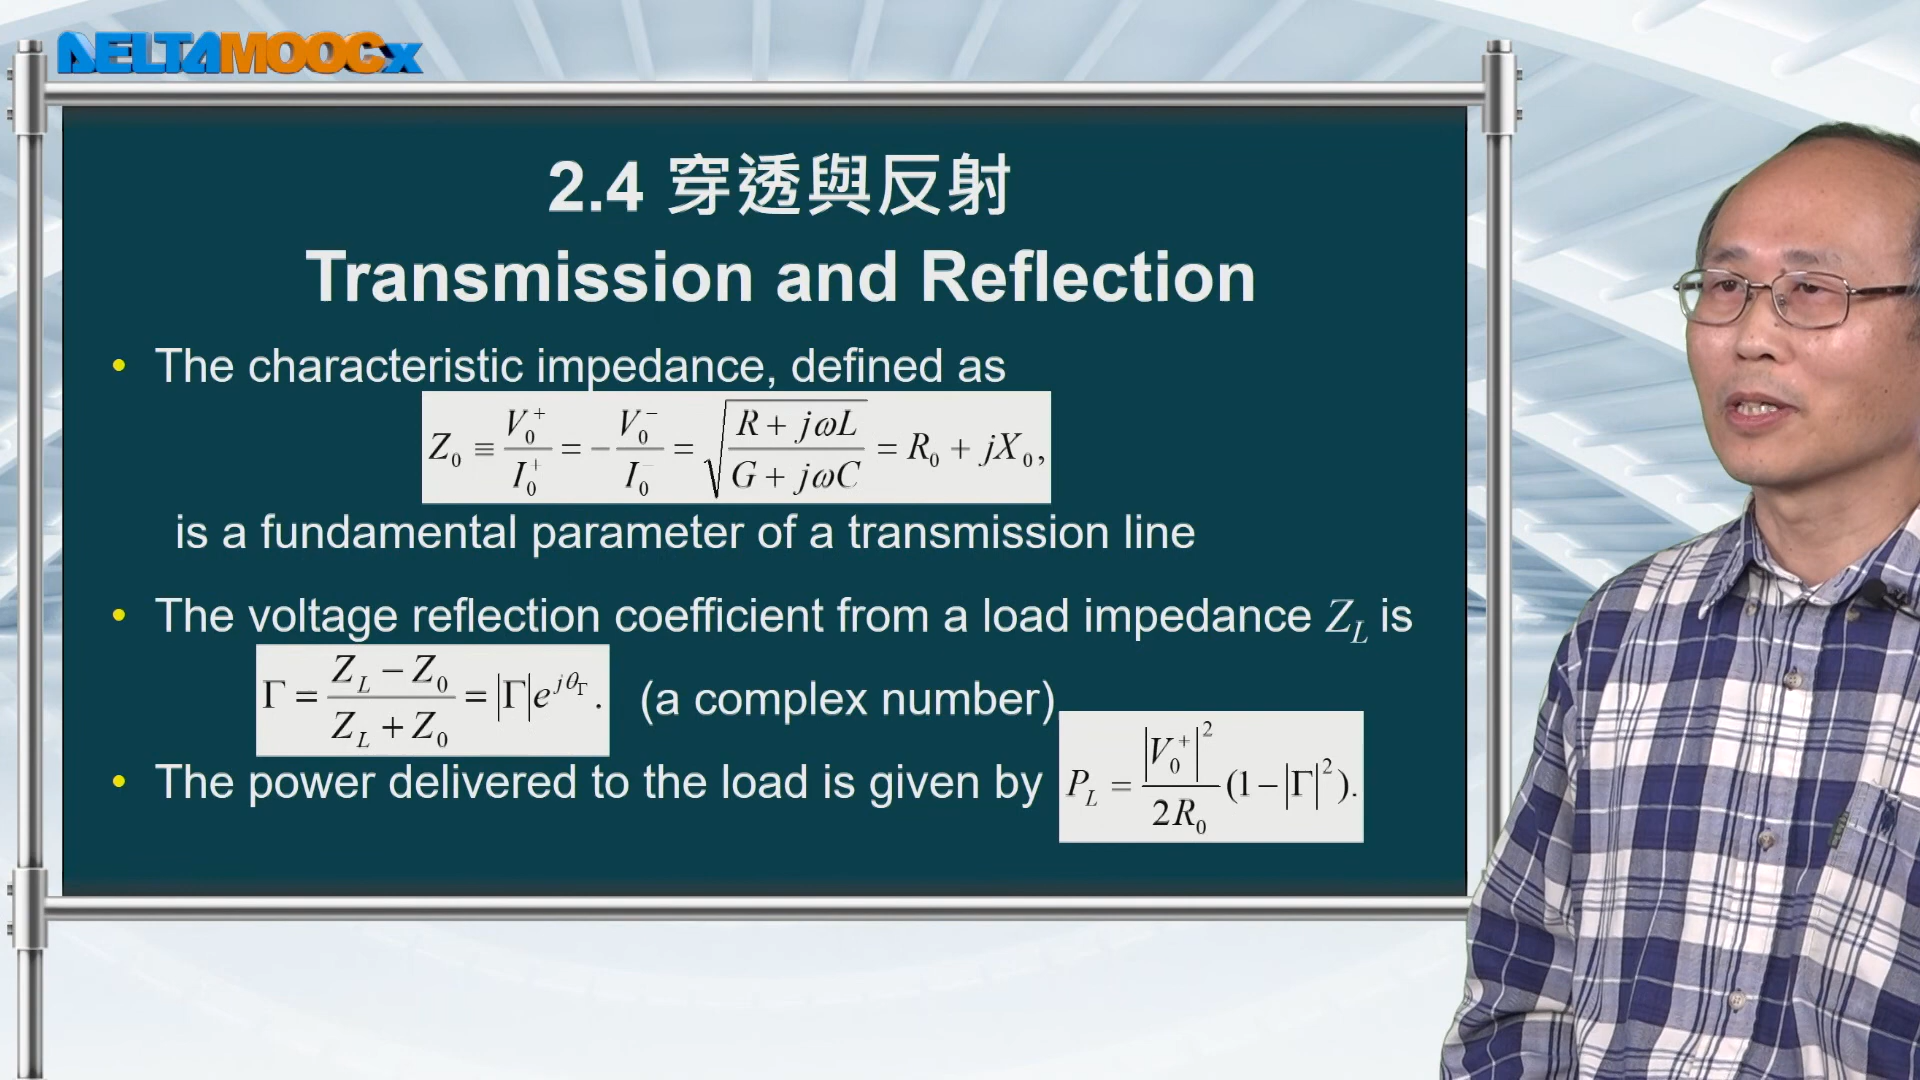 DELTAMOOCx
2.4 穿透與反射
Transmission and Reflection
• The characteristic impedance, defined as
Z₀ ≡ V₀⁺/I₀⁺ = −V₀⁻/I₀⁻ = √((R + jωL)/(G + jωC)) = R₀ + jX₀,
is a fundamental parameter of a transmission line
• The voltage reflection coefficient from a load impedance Z_L is
Γ = (Z_L − Z₀)/(Z_L + Z₀) = |Γ|e^{jθ_Γ}. (a complex number)
• The power delivered to the load is given by P_L = |V₀⁺|²/(2R₀) (1−|Γ|²).